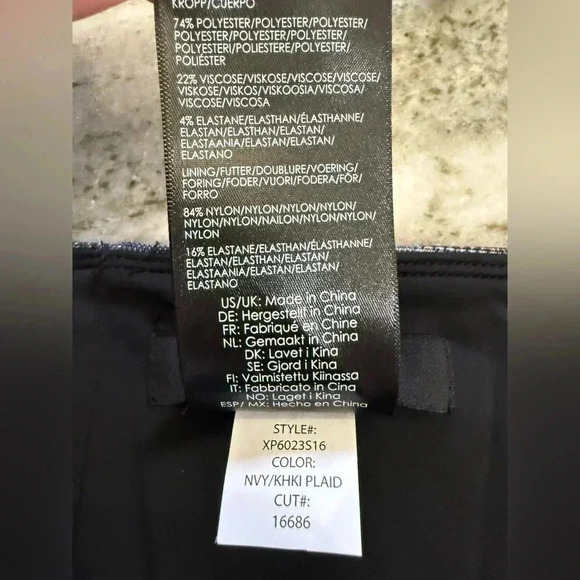 KROPP/CUERPO
74% POLYESTER/POLYESTER/POLYESTER/
POLYESTER/POLYESTER/POLYESTER/
POLYESTERI/POLIESTERE/POLYESTER/
POLIÉSTER
22% VISCOSE/VISKOSE/VISCOSE/VISCOSE/
VISKOSE/VISKOS/VISKOOSIA/VISCOSA/
VISCOSE/VISCOSA
4% ELASTANE/ELASTHAN/ÉLASTHANNE/
ELASTAN/ELASTHAN/ELASTAN/
ELASTAANIA/ELASTAN/ELASTAN/
ELASTANO
LINING/FUTTER/DOUBLURE/VOERING/
FORING/FODER/VUORI/FODERA/FÔR/
FORRO
84% NYLON/NYLON/NYLON/NYLON/
NYLON/NYLON/NAILON/NYLON/NYLON/
NYLON
16% ELASTANE/ELASTHAN/ÉLASTHANNE/
ELASTAN/ELASTHAN/ELASTAN/
ELASTAANIA/ELASTAN/ELASTAN/
ELASTANO
US/UK: Made in China
DE: Hergestellt in China
FR: Fabriqué en Chine
NL: Gemaakt in China
DK: Lavet i Kina
SE: Gjord i Kina
FI: Valmistettu Kiinassa
IT: Fabbricato in Cina
NO: Laget i Kina
ESP/ MX: Hecho en China
STYLE#:
XP6023S16
COLOR:
NVY/KHKI PLAID
CUT#:
16686